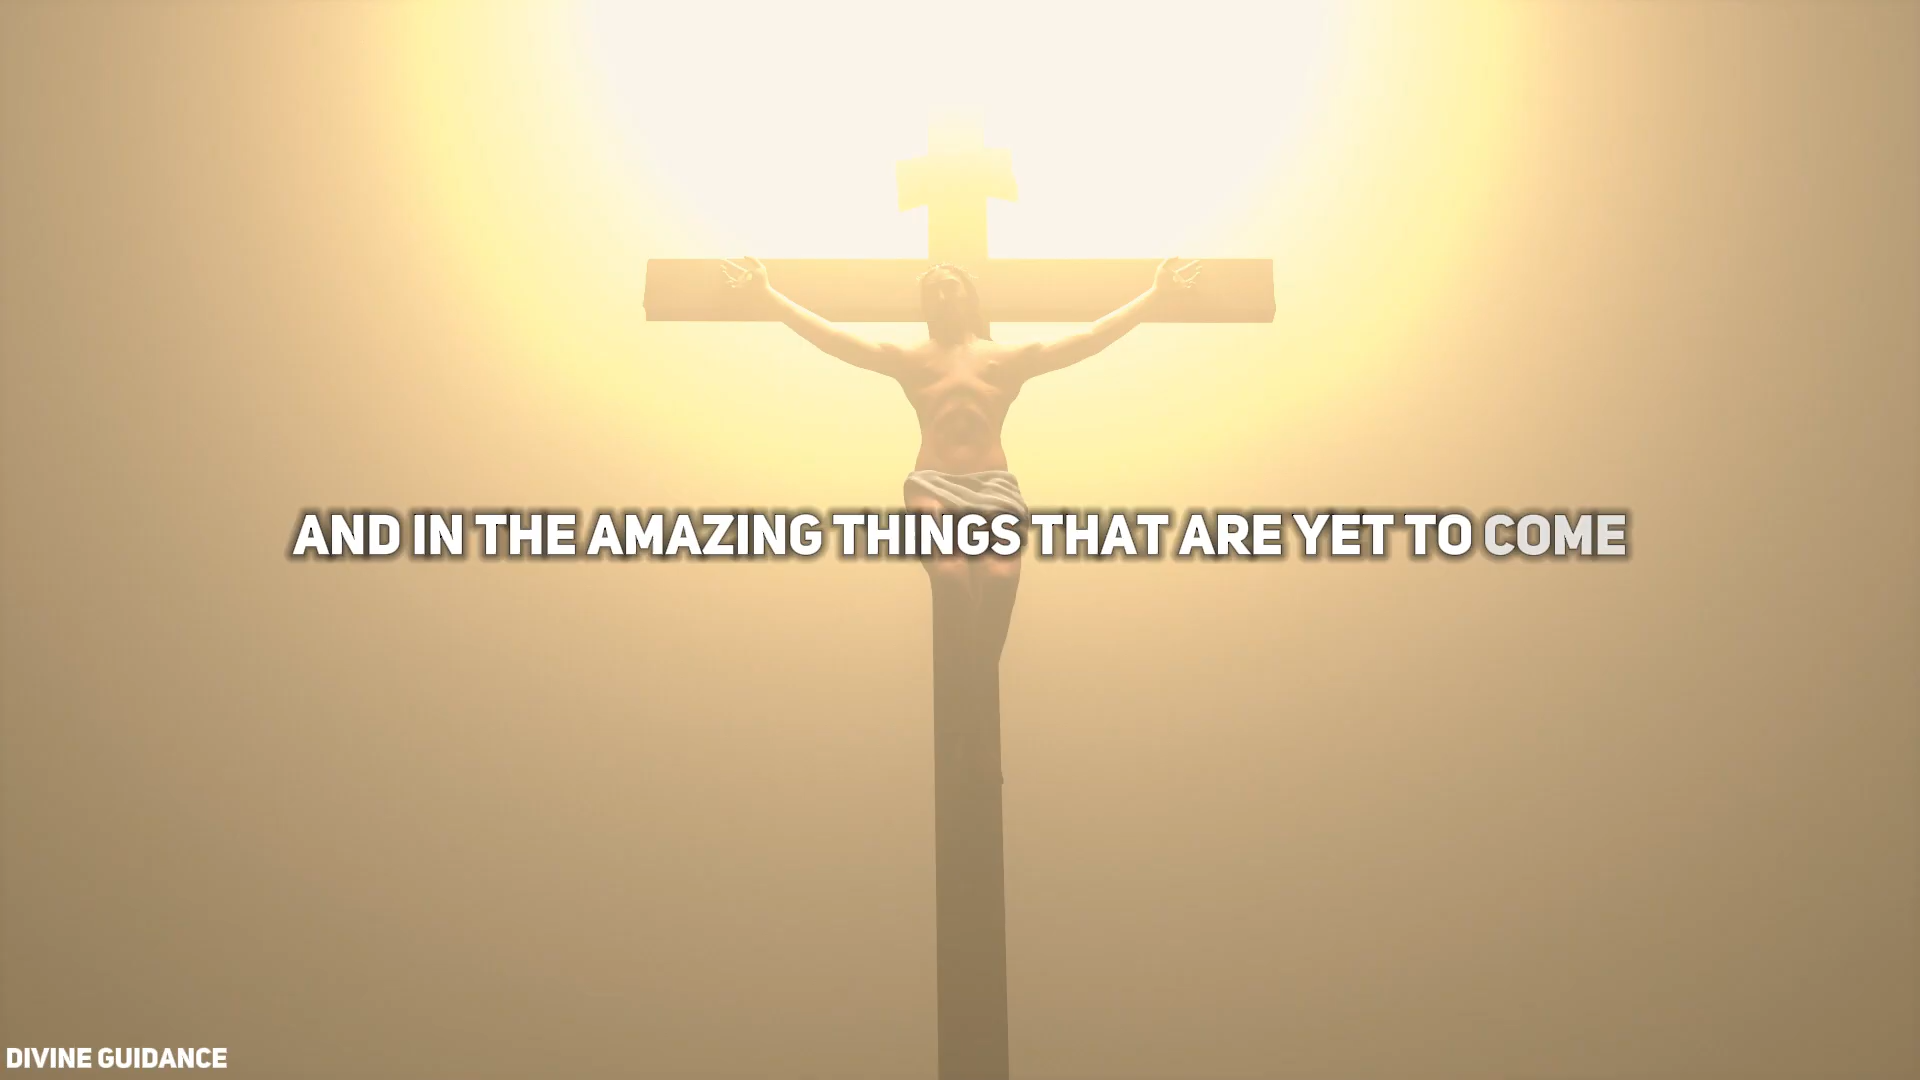 AND IN THE AMAZING THINGS THAT ARE YET TO COME
DIVINE GUIDANCE